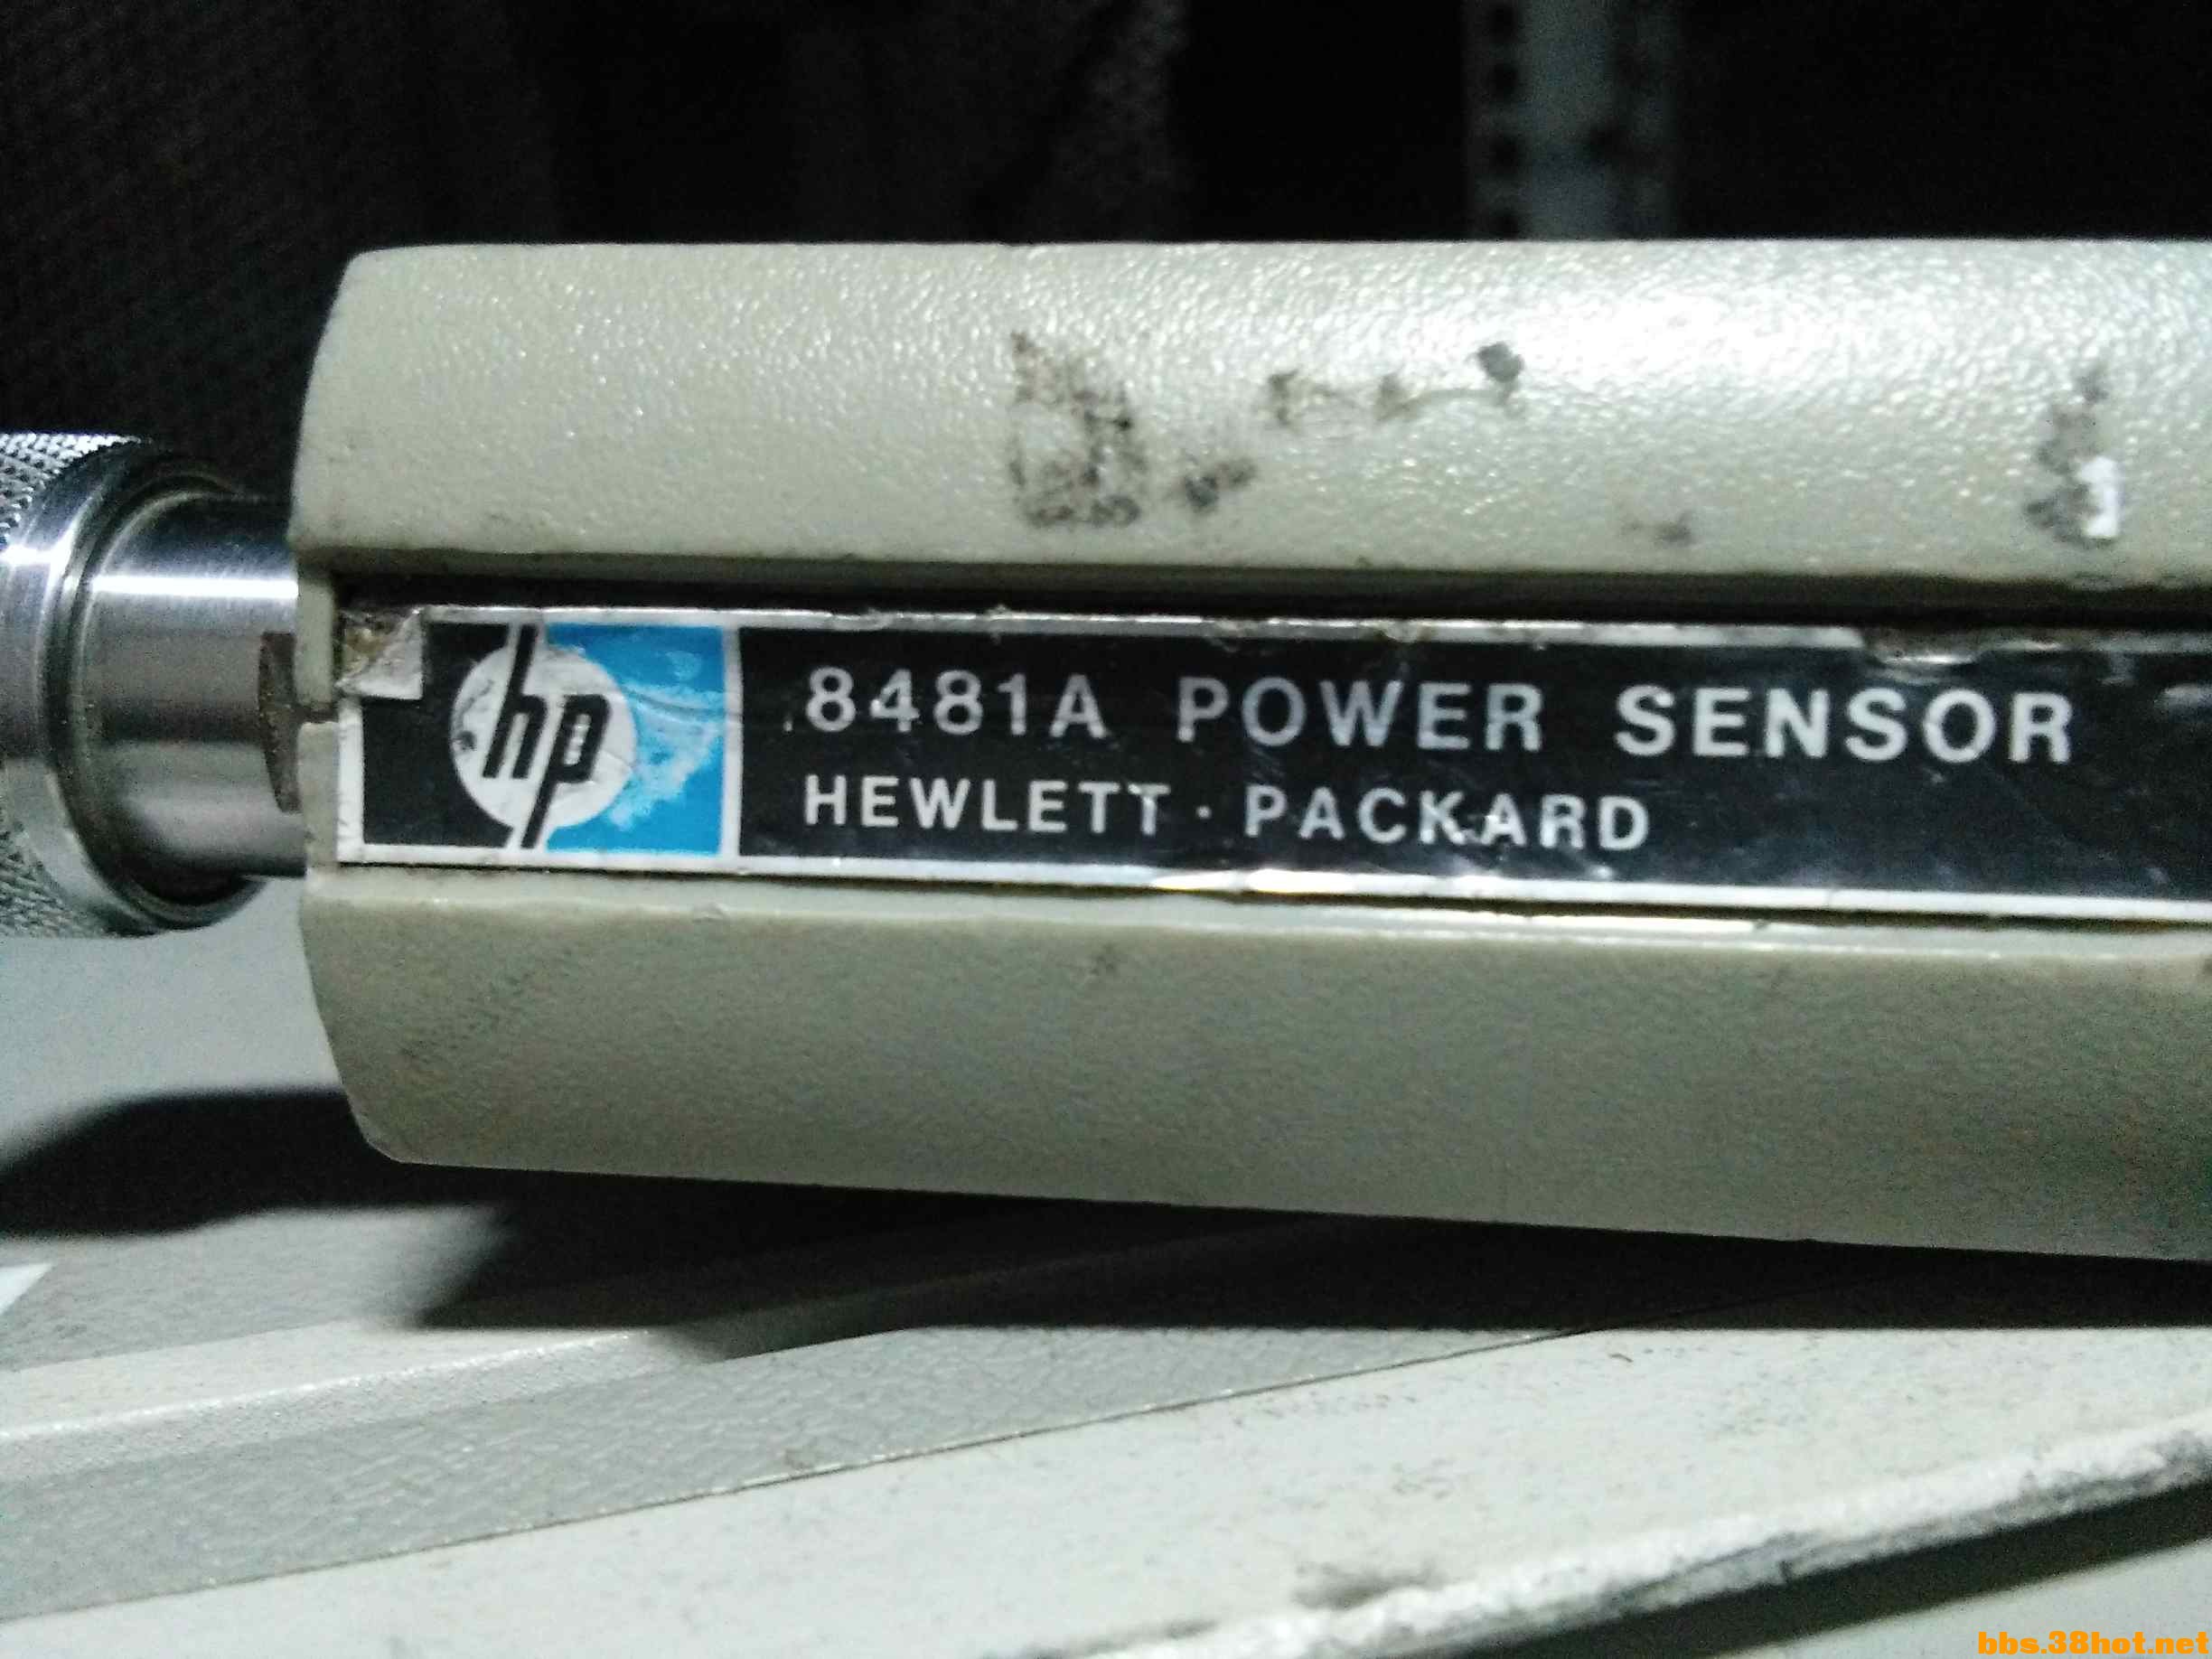 hp
8481A POWER SENSOR
HEWLETT · PACKARD
bbs.38hot.net